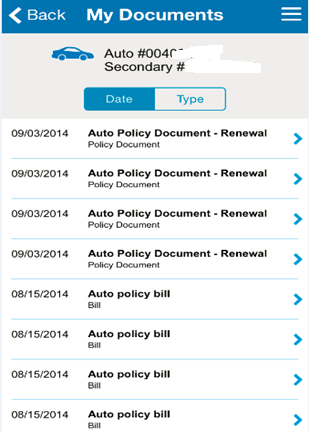 Back My Documents
Auto #0040
Secondary #
Date Type
09/03/2014 Auto Policy Document - Renewal
Policy Document
09/03/2014 Auto Policy Document - Renewal
Policy Document
09/03/2014 Auto Policy Document - Renewal
Policy Document
09/03/2014 Auto Policy Document - Renewal
Policy Document
08/15/2014 Auto policy bill
Bill
08/15/2014 Auto policy bill
Bill
08/15/2014 Auto policy bill
Bill
08/15/2014 Auto policy bill
Bill